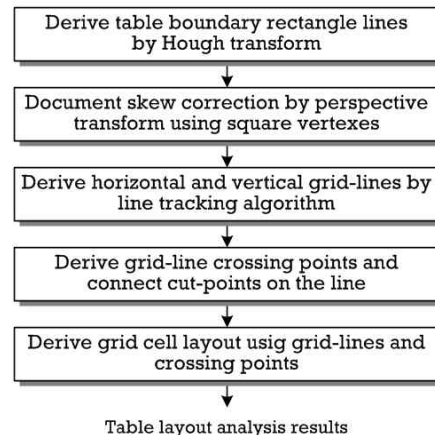 Derive table boundary rectangle lines
by Hough transform
Document skew correction by perspective
transform using square vertexes
Derive horizontal and vertical grid-lines by
line tracking algorithm
Derive grid-line crossing points and
connect cut-points on the line
Derive grid cell layout usig grid-lines and
crossing points
Table layout analysis results